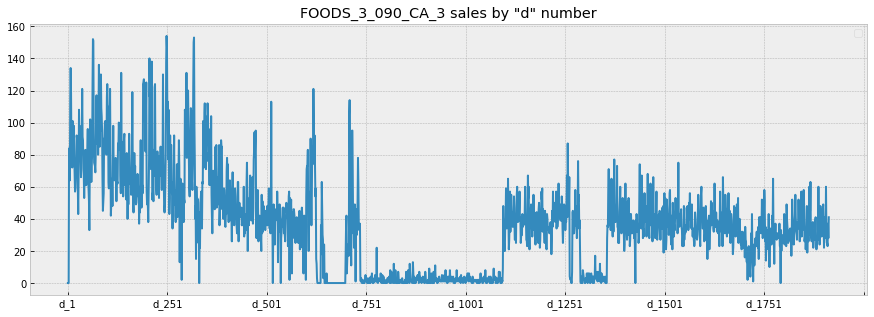 FOODS_3_090_CA_3 sales by "d" number
160
140
120
100
80
60
40
20
0
d_1
d_251
d_501
d_751
d_1001
d_1251
d_1501
d_1751